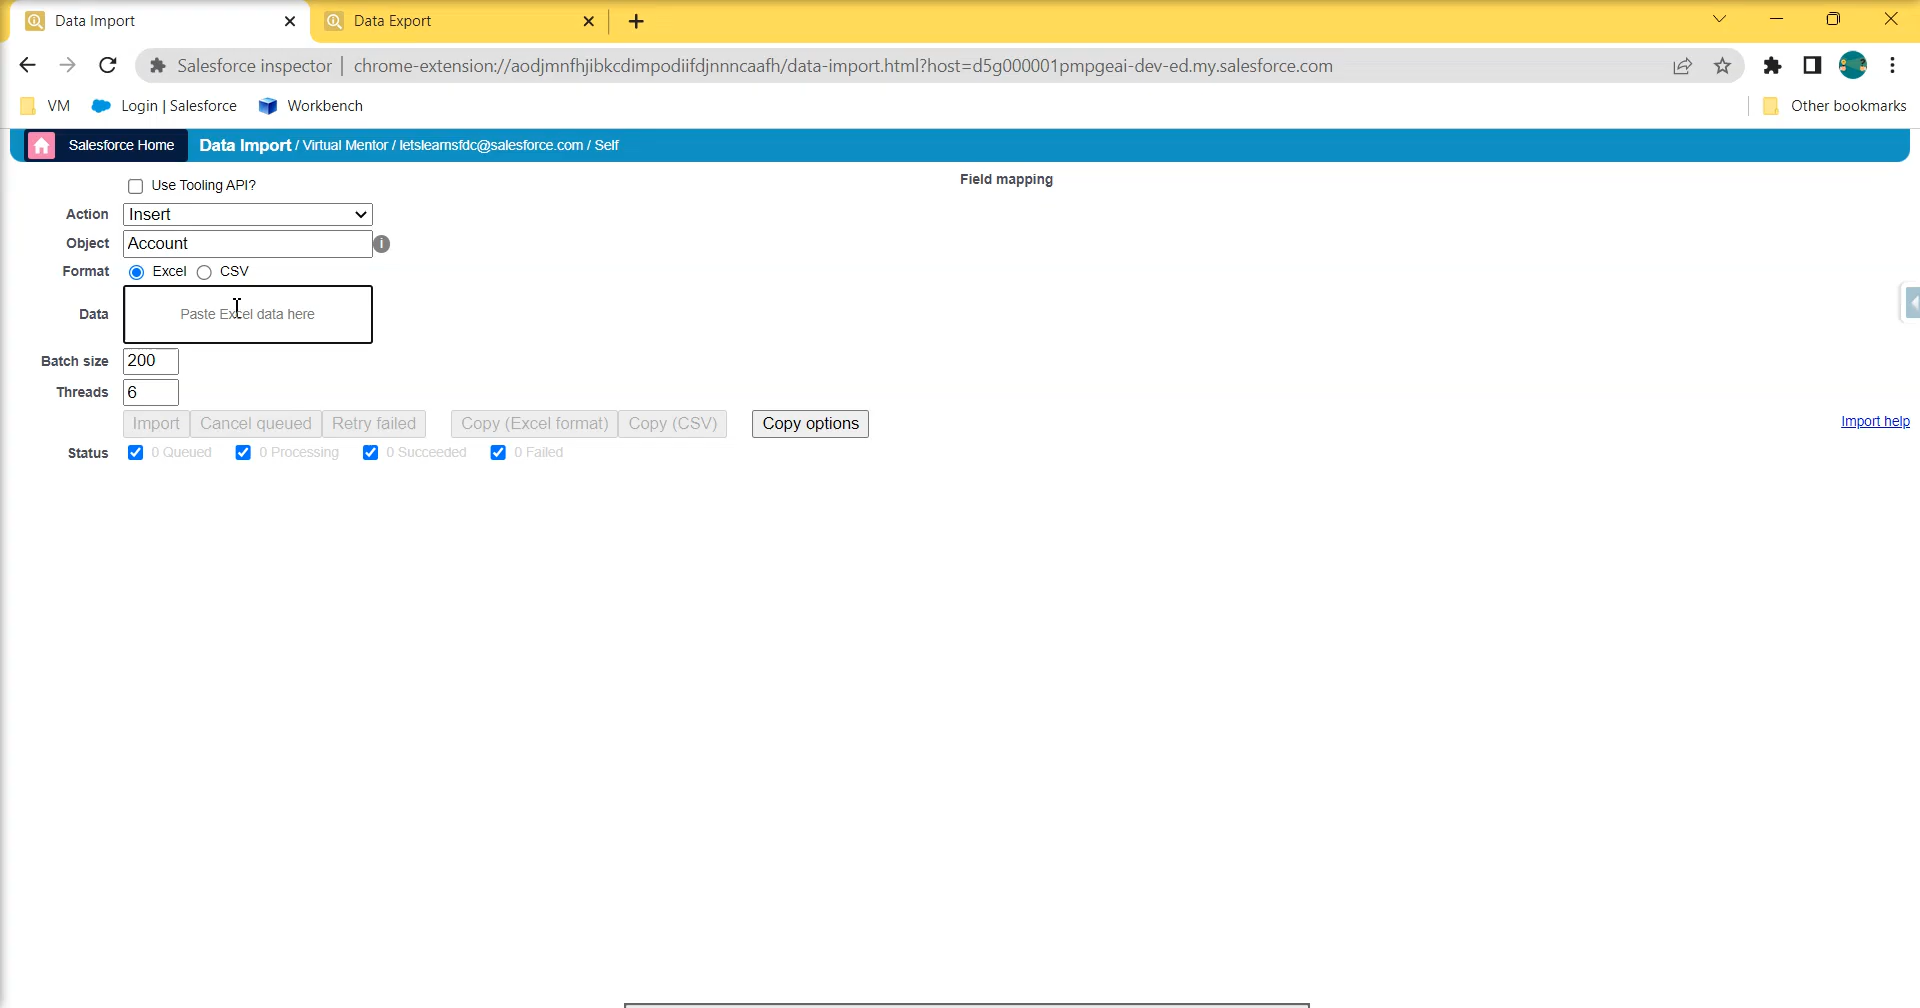 Data Import
Data Export
Salesforce inspector | chrome-extension://aodjmnfhjibkcdimpodiifdjnnncaafh/data-import.html?host=d5g000001pmpgeai-dev-ed.my.salesforce.com
VM Login | Salesforce Workbench Other bookmarks
Salesforce Home Data Import / Virtual Mentor / letslearnsfdc@salesforce.com / Self
Use Tooling API? Field mapping
Action Insert
Object Account i
Format Excel CSV
Data Paste Excel data here
Batch size 200
Threads 6
Import Cancel queued Retry failed Copy (Excel format) Copy (CSV) Copy options Import help
Status 0 Queued 0 Processing 0 Succeeded 0 Failed